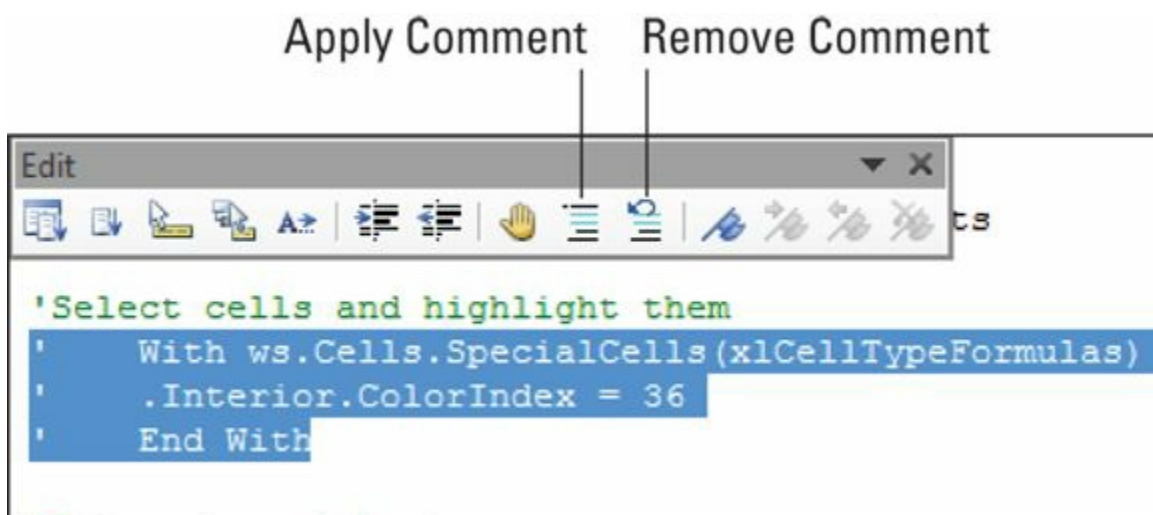 Apply Comment Remove Comment
Edit
A
ts
'Select cells and highlight them
'    With ws.Cells.SpecialCells(xlCellTypeFormulas)
'    .Interior.ColorIndex = 36
'    End With